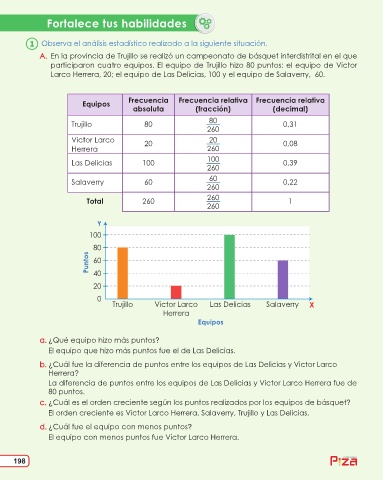 Fortalece tus habilidades
1 Observa el análisis estadístico realizado a la siguiente situación.
A. En la provincia de Trujillo se realizó un campeonato de básquet interdistrital en el que
participaron cuatro equipos. El equipo de Trujillo hizo 80 puntos; el equipo de Víctor
Larco Herrera, 20; el equipo de Las Delicias, 100 y el equipo de Salaverry, 60.
Equipos Frecuencia absoluta Frecuencia relativa (fracción) Frecuencia relativa (decimal)
Trujillo 80 80/260 0.31
Víctor Larco Herrera 20 20/260 0.08
Las Delicias 100 100/260 0.39
Salaverry 60 60/260 0.22
Total 260 260/260 1
Y
100
80
60
40
20
0
Puntos
Trujillo Víctor Larco Las Delicias Salaverry X
Herrera
Equipos
a. ¿Qué equipo hizo más puntos?
El equipo que hizo más puntos fue el de Las Delicias.
b. ¿Cuál fue la diferencia de puntos entre los equipos de Las Delicias y Víctor Larco
Herrera?
La diferencia de puntos entre los equipos de Las Delicias y Víctor Larco Herrera fue de
80 puntos.
c. ¿Cuál es el orden creciente según los puntos realizados por los equipos de básquet?
El orden creciente es Víctor Larco Herrera, Salaverry, Trujillo y Las Delicias.
d. ¿Cuál fue el equipo con menos puntos?
El equipo con menos puntos fue Víctor Larco Herrera.
198